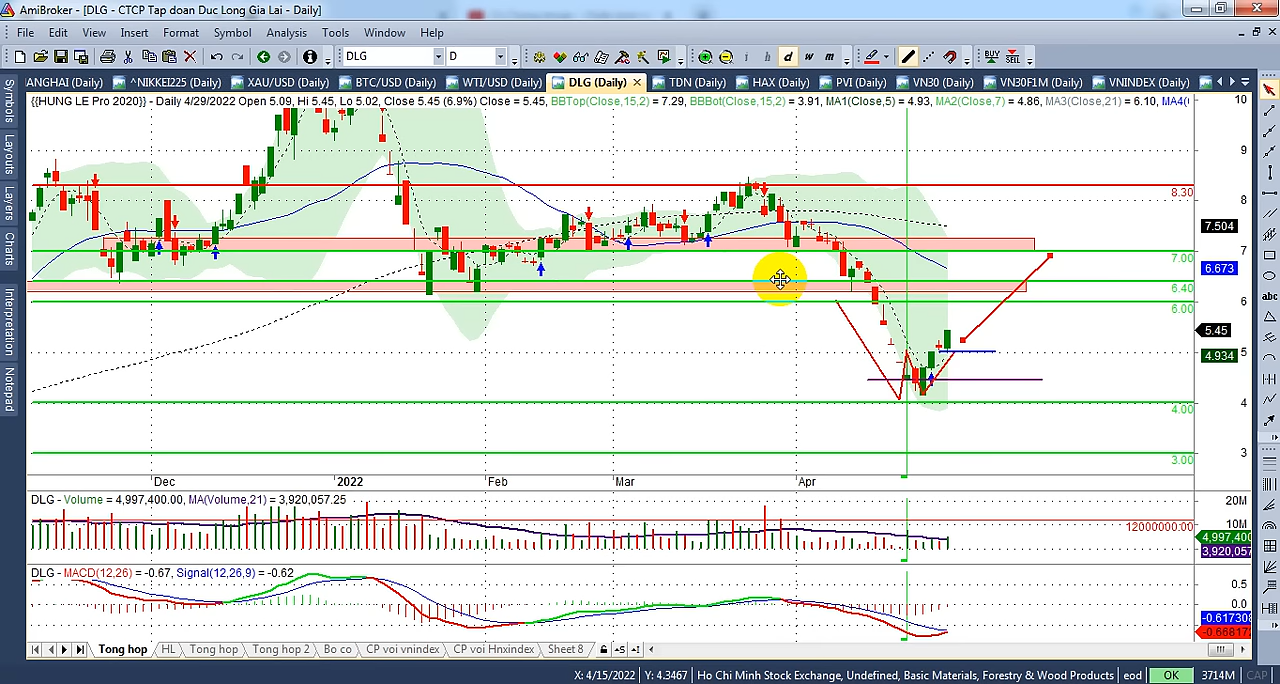 AmiBroker - [DLG - CTCP Tap doan Duc Long Gia Lai - Daily]
File Edit View Insert Format Symbol Analysis Tools Window Help
DLG D i h d w m BUY SELL
ANGHAI (Daily) ^NIKKEI225 (Daily) XAU/USD (Daily) BTC/USD (Daily) WTI/USD (Daily) DLG (Daily) TDN (Daily) HAX (Daily) PVI (Daily) VN30 (Daily) VN30F1M (Daily) VNINDEX (Daily)
Symbols
Layouts
Layers
Charts
Interpretation
Notepad
{{HUNG LE Pro 2020}} - Daily 4/29/2022 Open 5.09, Hi 5.45, Lo 5.02, Close 5.45 (6.9%) Close = 5.45, BBTop(Close,15,2) = 7.29, BBBot(Close,15,2) = 3.91, MA1(Close,5) = 4.93, MA2(Close,7) = 4.86, MA3(Close,21) = 6.10, MA4(
10
9
8.30
8
7.504
7
7.00
6.673
6.40
6
6.00
5.45
5
4.934
4
4.00
3
3.00
Dec 2022 Feb Mar Apr
DLG - Volume = 4,997,400.00, MA(Volume,21) = 3,920,057.25
20M
10M
12000000.00
4,997,400
3,920,057
DLG - MACD(12,26) = -0.67, Signal(12,26,9) = -0.62
0.5
0.0
-0.617308
-0.668172
Tong hop HL Tong hop Tong hop 2 Bo co CP voi vnindex CP voi Hnxindex Sheet 8
X: 4/15/2022 Y: 4.3467 Ho Chi Minh Stock Exchange, Undefined, Basic Materials, Forestry & Wood Products eod OK 3714M CAP
abc